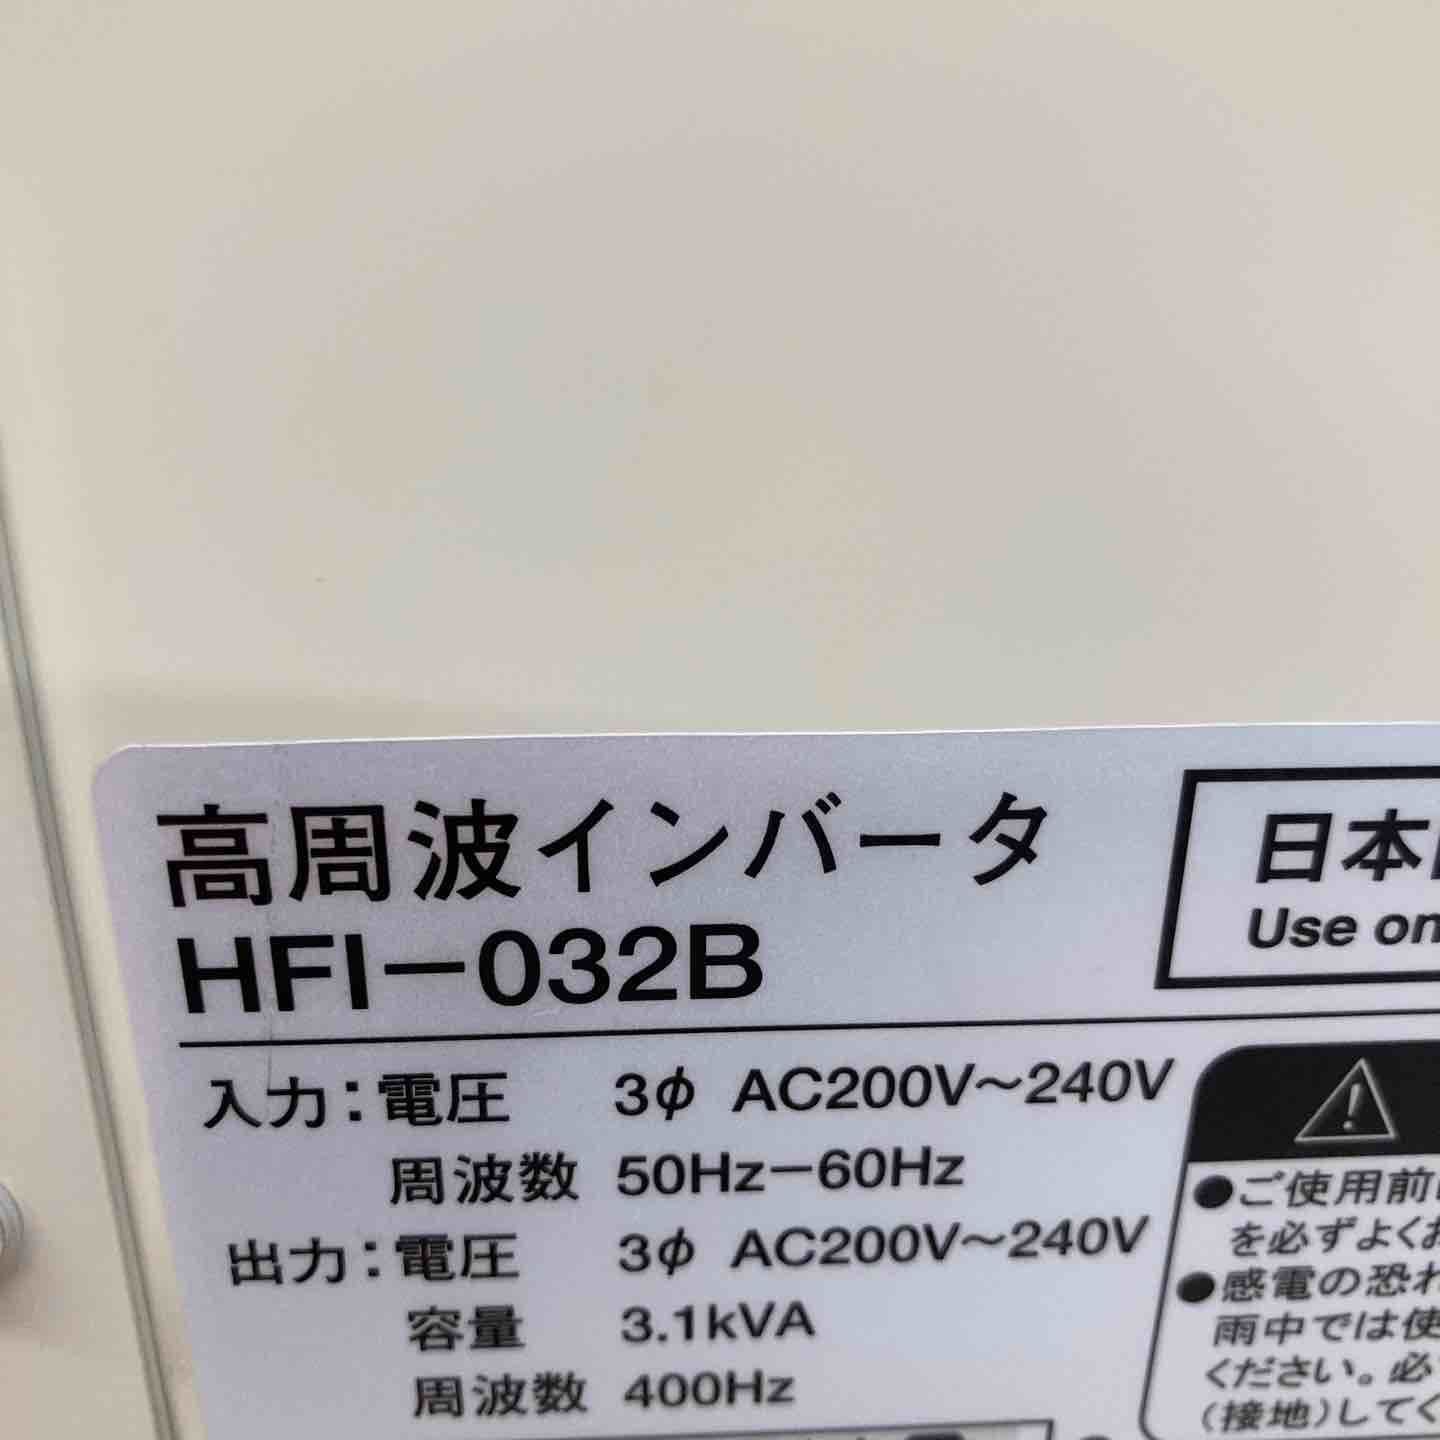 高周波インバータ
HFI-032B
日本
Use on
入力:電圧 3φ AC200V〜240V
周波数 50Hz-60Hz
出力:電圧 3φ AC200V〜240V
容量 3.1kVA
周波数 400Hz
●ご使用前
を必ずよくお
●感電の恐れ
雨中では使
ください。必
(接地)してく